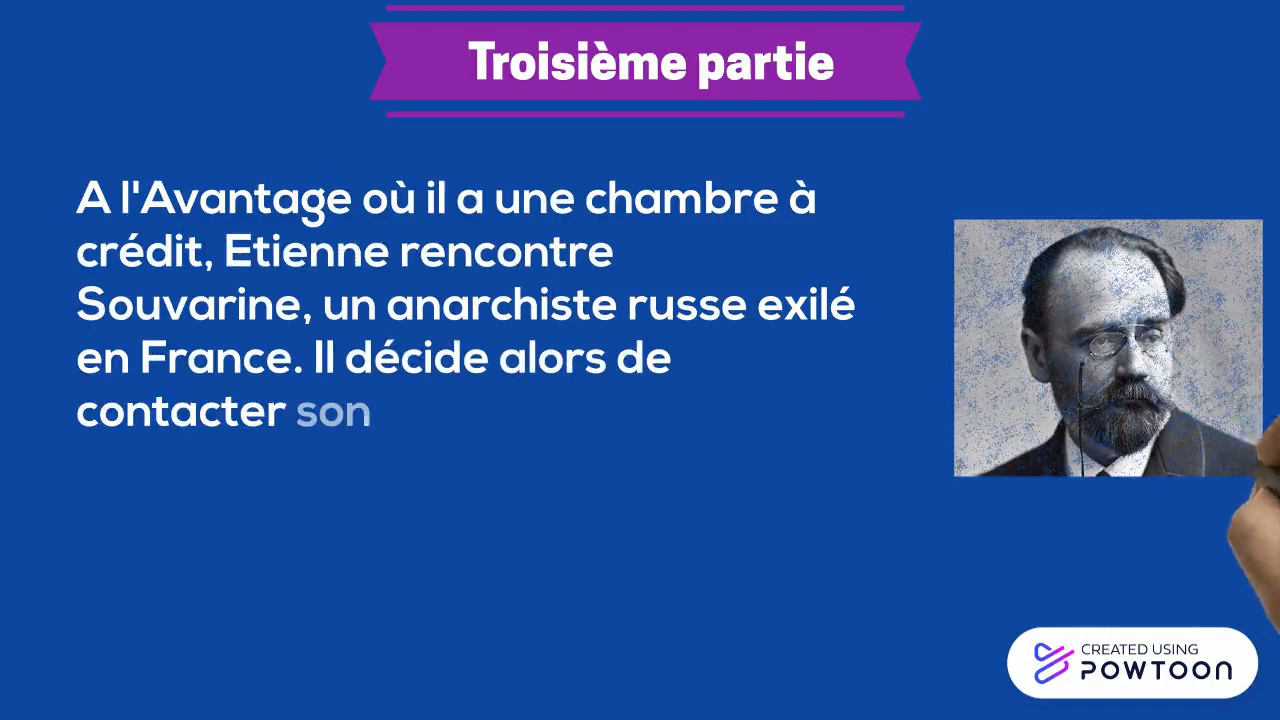 Troisième partie
A l'Avantage où il a une chambre à
crédit, Etienne rencontre
Souvarine, un anarchiste russe exilé
en France. Il décide alors de
contacter son
CREATED USING
POWTOON